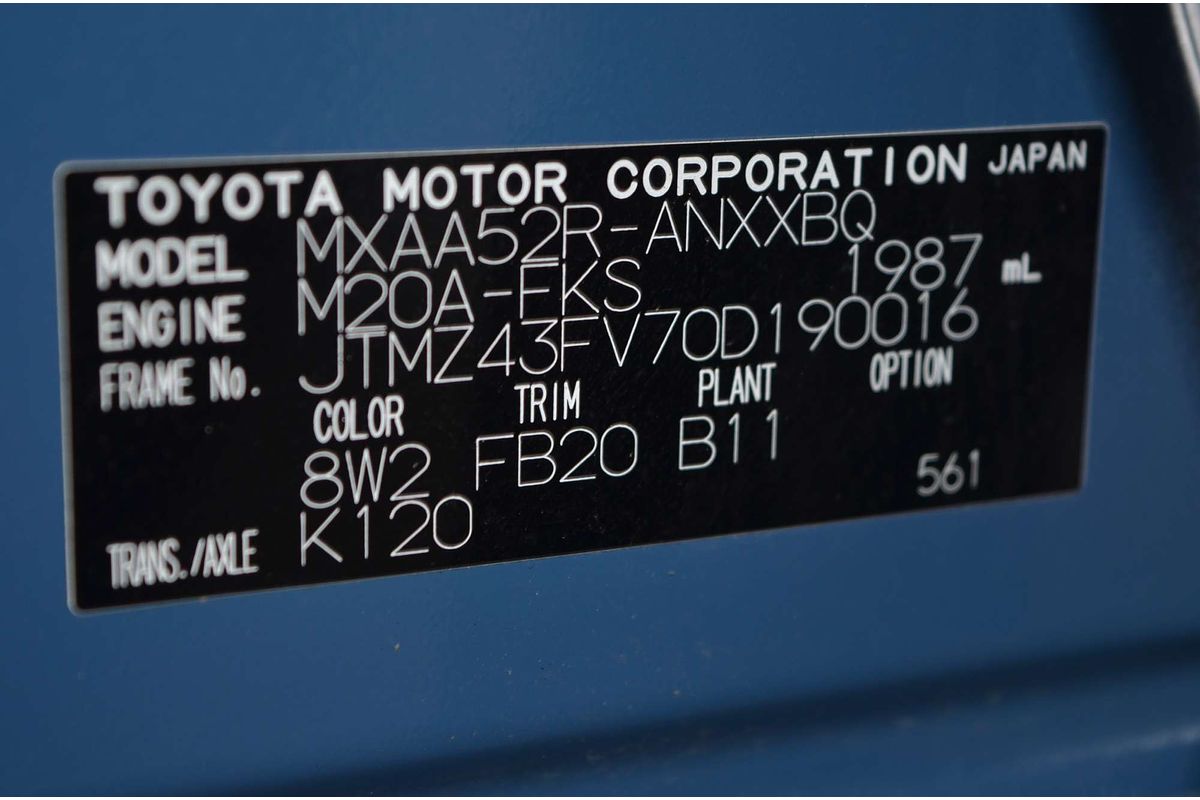 TOYOTA MOTOR CORPORATION JAPAN
MODEL MXAA52R-ANXXBQ
ENGINE M20A-FKS 1987 mL
FRAME No. JTMZ43FV70D190016
COLOR TRIM PLANT OPTION
8W2 FB20 B11 561
TRANS./AXLE K120